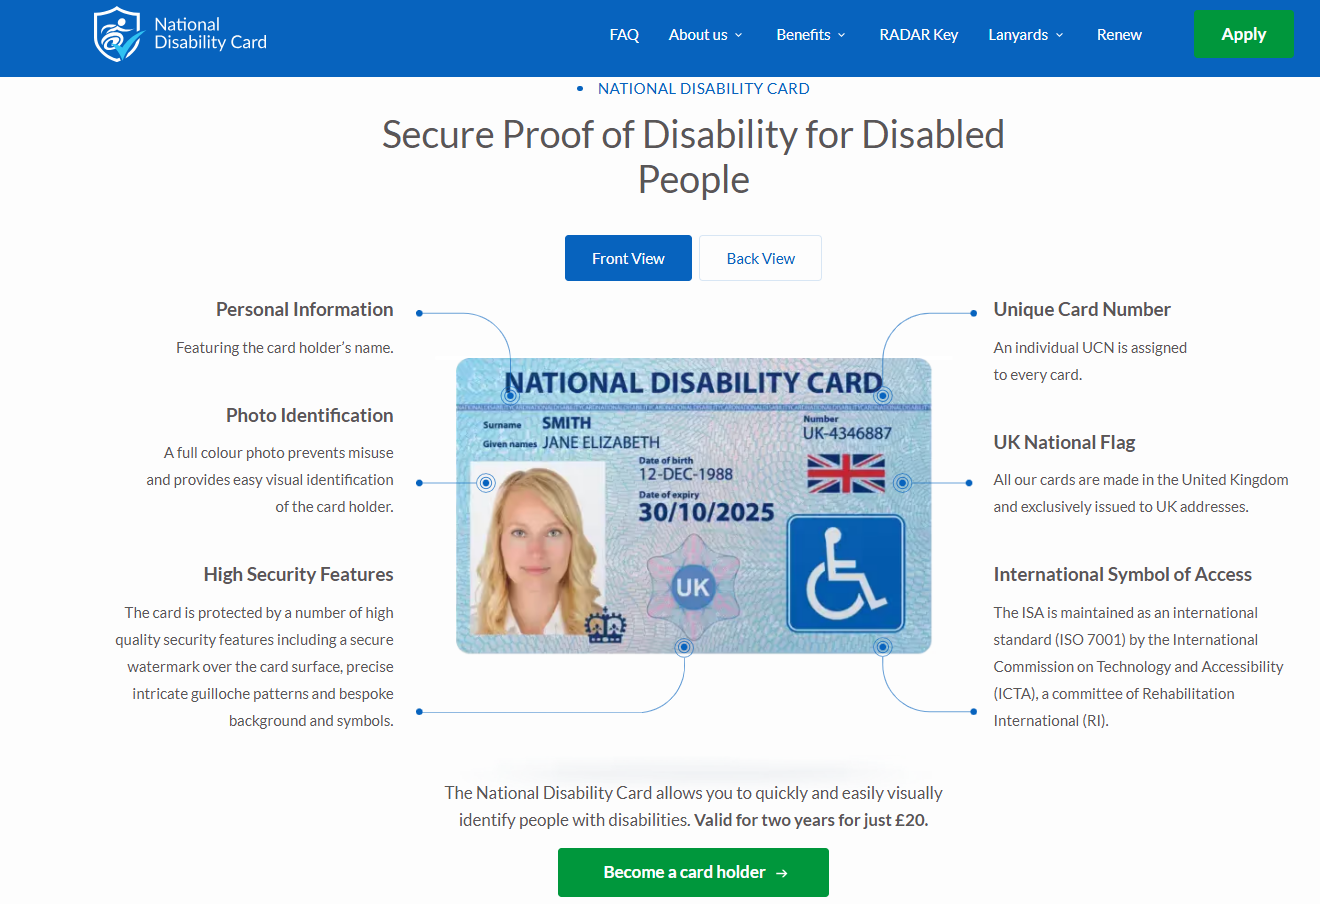 National
Disability Card
FAQ
About us
Benefits
RADAR Key
Lanyards
Renew
Apply
NATIONAL DISABILITY CARD
Secure Proof of Disability for Disabled
People
Front View
Back View
Personal Information
Featuring the card holder's name.
Photo Identification
A full colour photo prevents misuse
and provides easy visual identification
of the card holder.
High Security Features
The card is protected by a number of high
quality security features including a secure
watermark over the card surface, precise
intricate guilloche patterns and bespoke
background and symbols.
NATIONAL DISABILITY CARD
Surname SMITH
Given names JANE ELIZABETH
Number
UK-4346887
Date of birth
12-DEC-1988
Date of expiry
30/10/2025
UK
Unique Card Number
An individual UCN is assigned
to every card.
UK National Flag
All our cards are made in the United Kingdom
and exclusively issued to UK addresses.
International Symbol of Access
The ISA is maintained as an international
standard (ISO 7001) by the International
Commission on Technology and Accessibility
(ICTA), a committee of Rehabilitation
International (RI).
The National Disability Card allows you to quickly and easily visually
identify people with disabilities. Valid for two years for just £20.
Become a card holder →